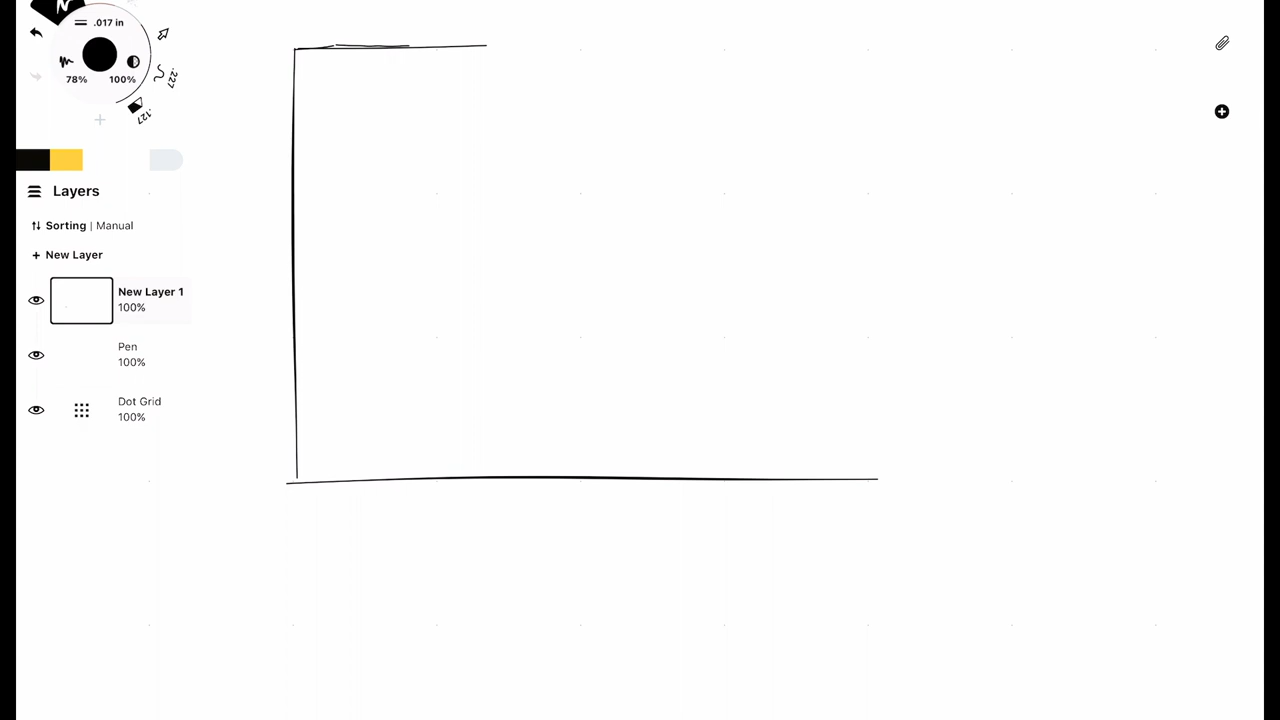 .017 in
78%
100%
.227
.127
Layers
Sorting | Manual
+ New Layer
New Layer 1
100%
Pen
100%
Dot Grid
100%